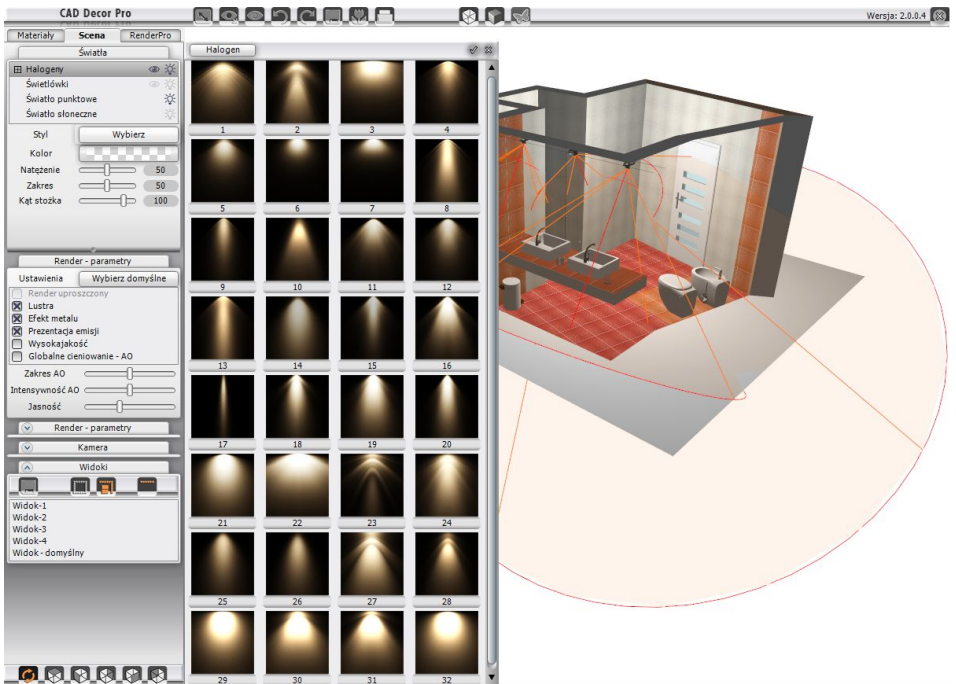 CAD Decor Pro
Wersja: 2.0.0.4
Materiały Scena RenderPro
Światła
Halogeny
Świetlówki
Światło punktowe
Światło słoneczne
Styl Wybierz
Kolor
Natężenie 50
Zakres 50
Kąt stożka 100
Render - parametry
Ustawienia Wybierz domyślne
Render uproszczony
Lustra
Efekt metalu
Prezentacja emisji
Wysokajakość
Globalne cieniowanie - AO
Zakres AO
Intensywność AO
Jasność
Render - parametry
Kamera
Widoki
Widok-1
Widok-2
Widok-3
Widok-4
Widok - domyślny
Halogen
1 2 3 4
5 6 7 8
9 10 11 12
13 14 15 16
17 18 19 20
21 22 23 24
25 26 27 28
29 30 31 32